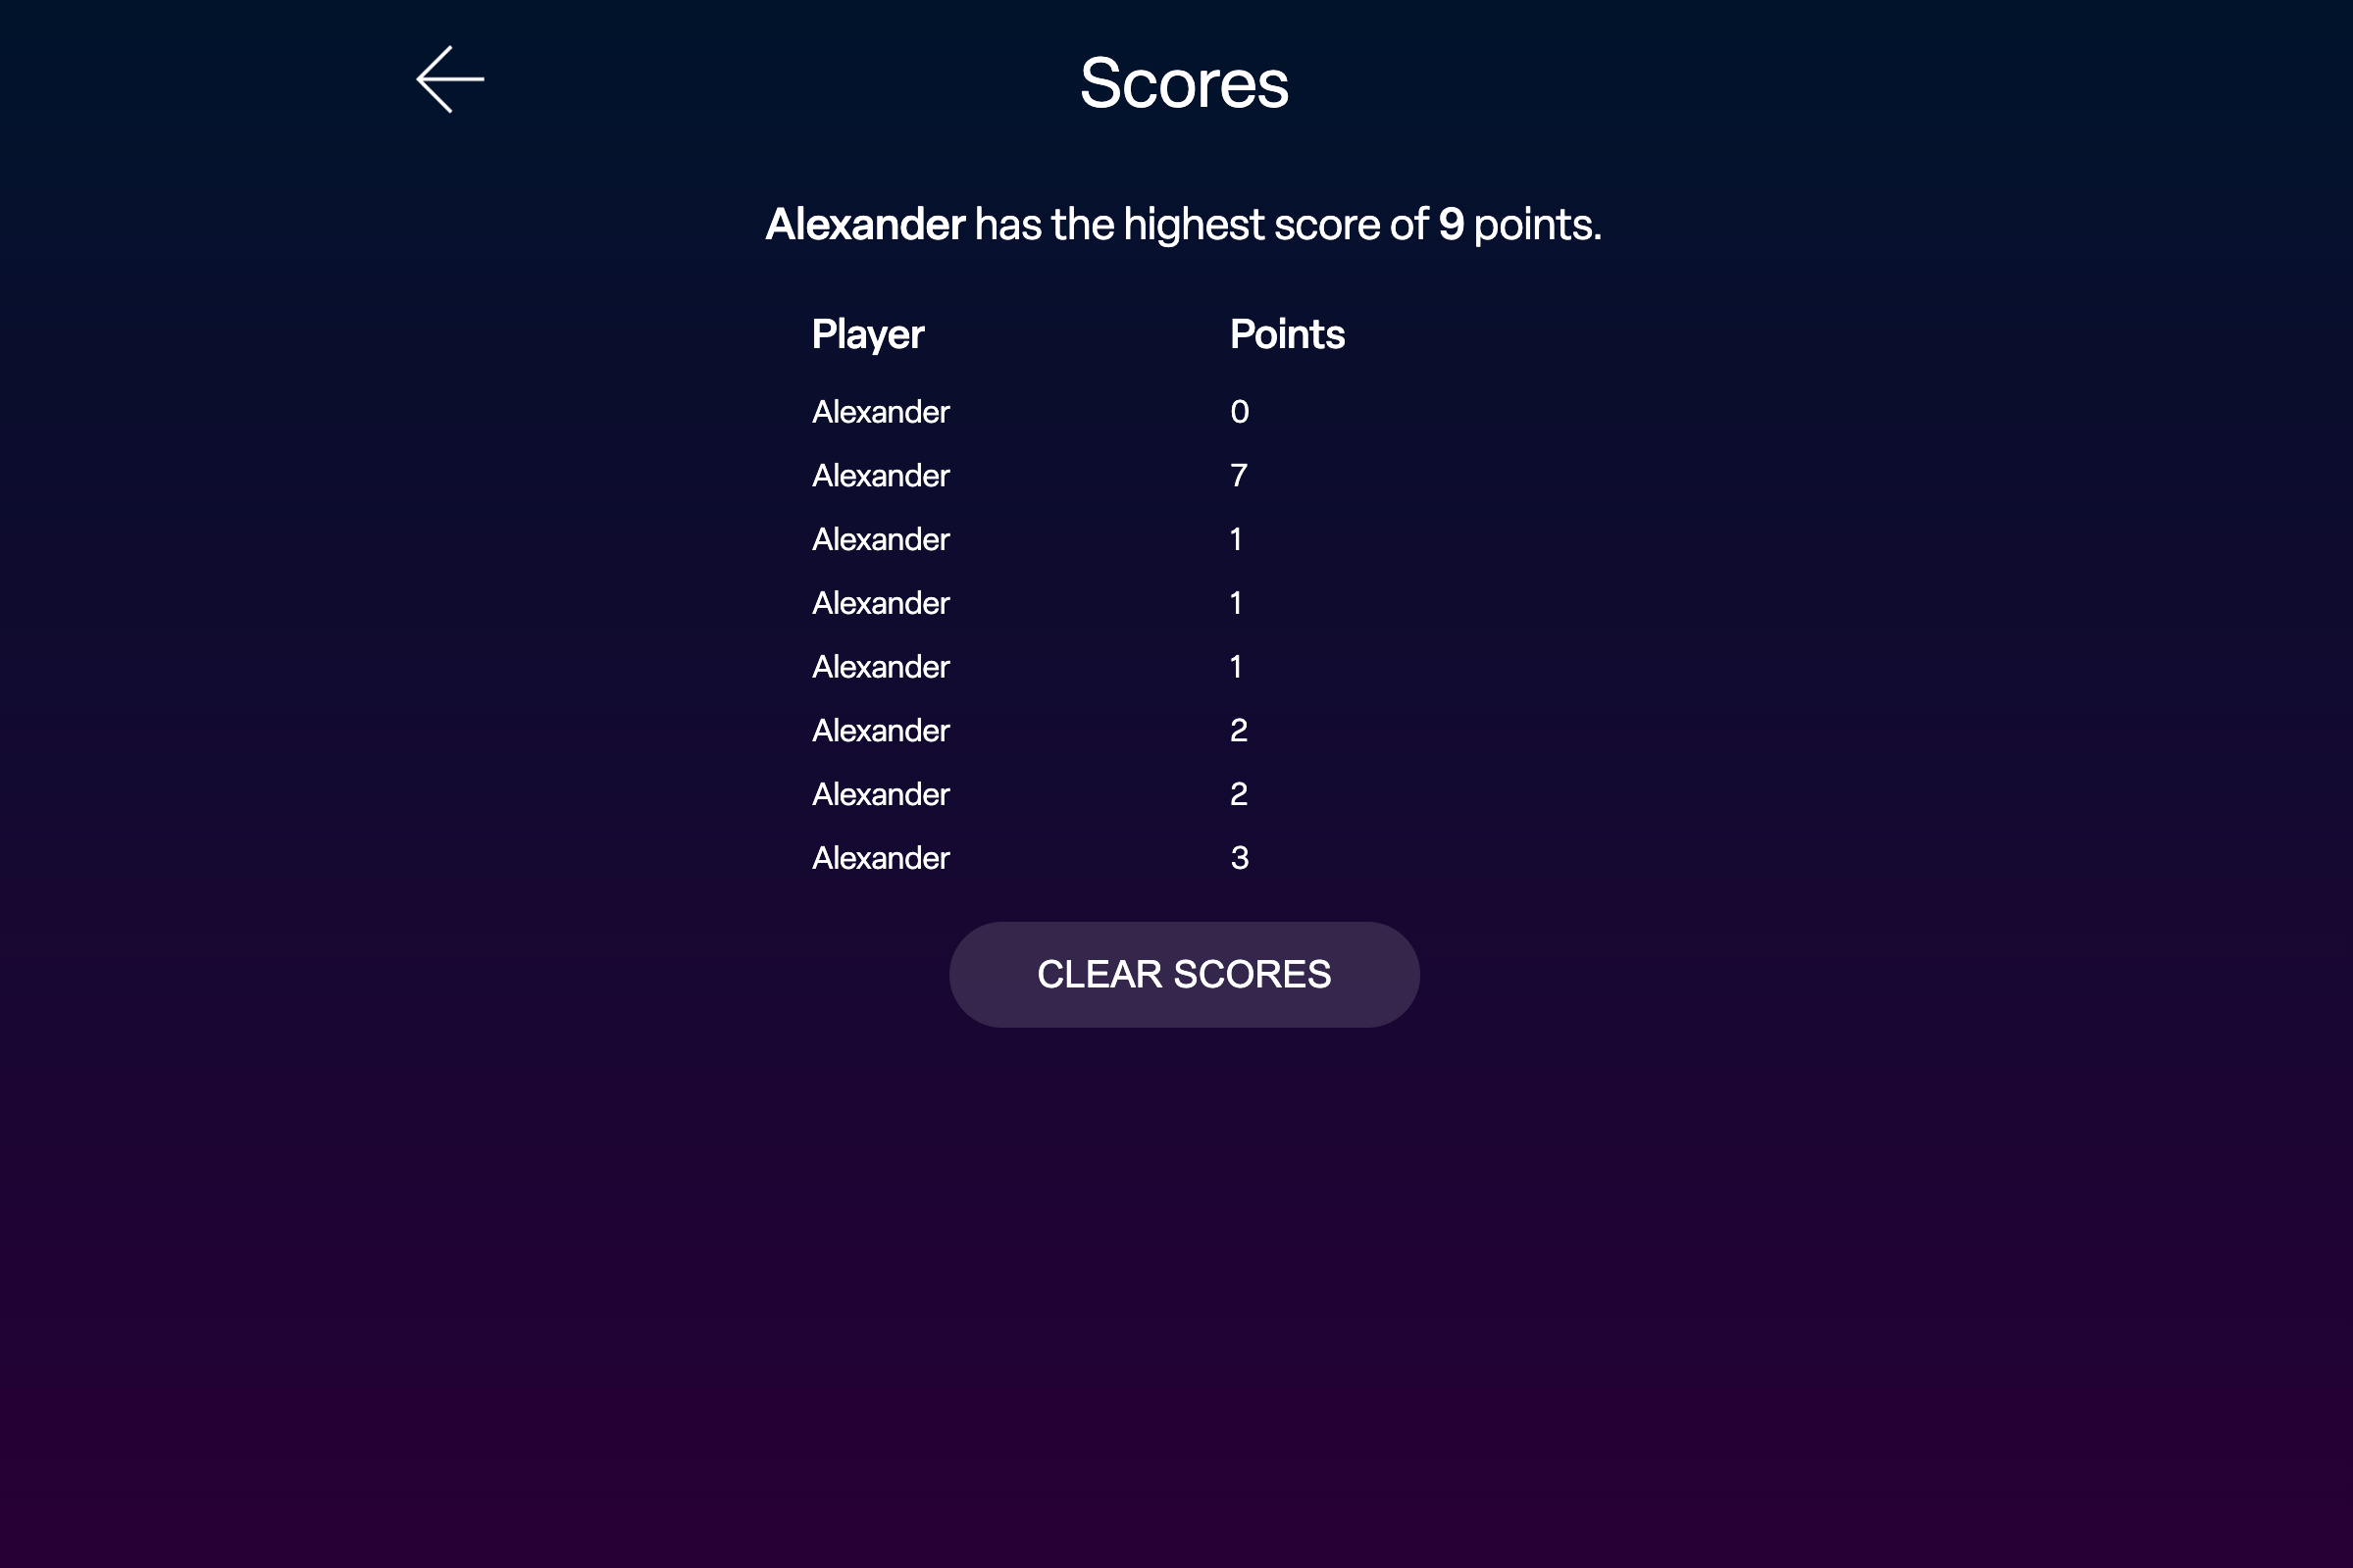 Scores
Alexander has the highest score of 9 points.
Player Points
Alexander 0
Alexander 7
Alexander 1
Alexander 1
Alexander 1
Alexander 2
Alexander 2
Alexander 3
CLEAR SCORES